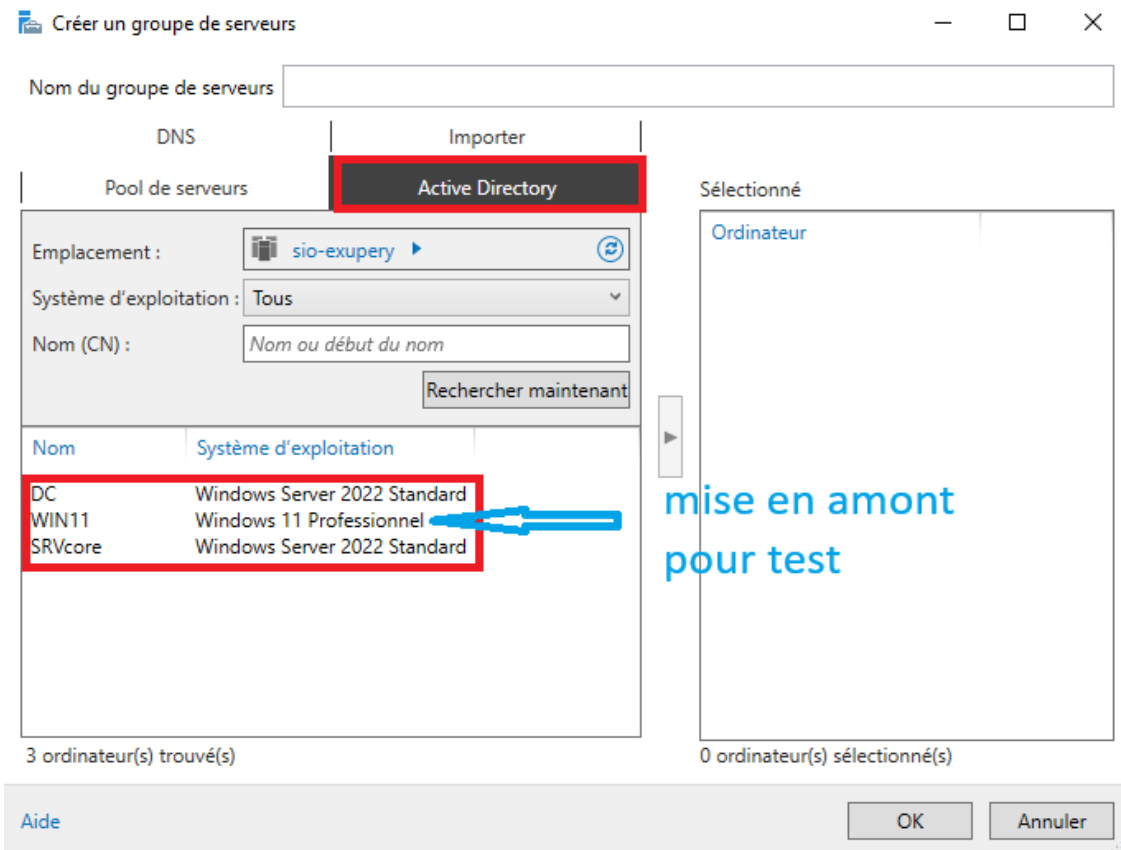 Créer un groupe de serveurs
Nom du groupe de serveurs
DNS
Importer
Pool de serveurs
Active Directory
Emplacement :
sio-exupery
Système d'exploitation :
Tous
Nom (CN) :
Nom ou début du nom
Rechercher maintenant
Nom
Système d'exploitation
DC
Windows Server 2022 Standard
WIN11
Windows 11 Professionnel
SRVcore
Windows Server 2022 Standard
3 ordinateur(s) trouvé(s)
mise en amont
pour test
Sélectionné
Ordinateur
0 ordinateur(s) sélectionné(s)
Aide
OK
Annuler